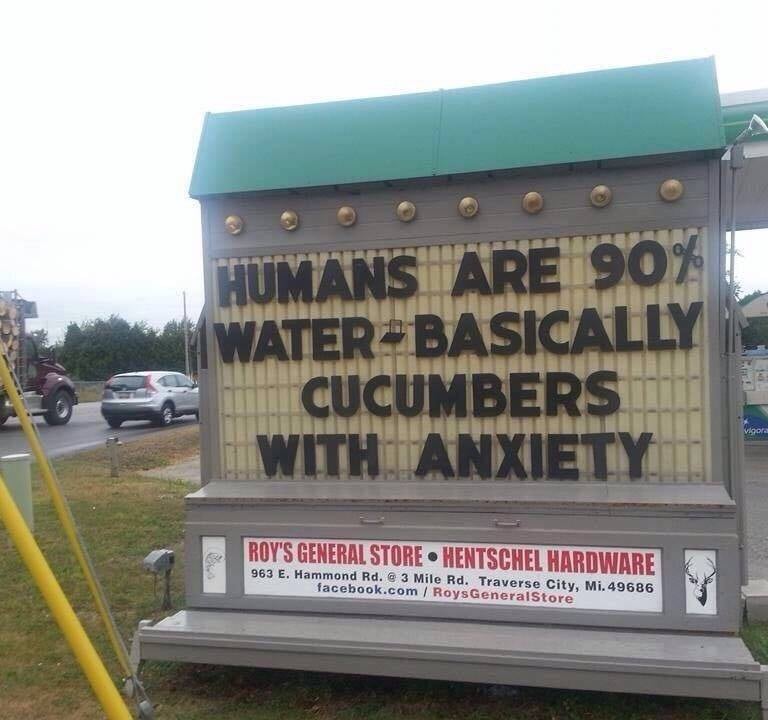 HUMANS ARE 90%
WATER-BASICALLY
CUCUMBERS
WITH ANXIETY
ROY'S GENERAL STORE • HENTSCHEL HARDWARE
963 E. Hammond Rd. @ 3 Mile Rd. Traverse City, Mi. 49686
facebook.com / RoysGeneralStore
vigora